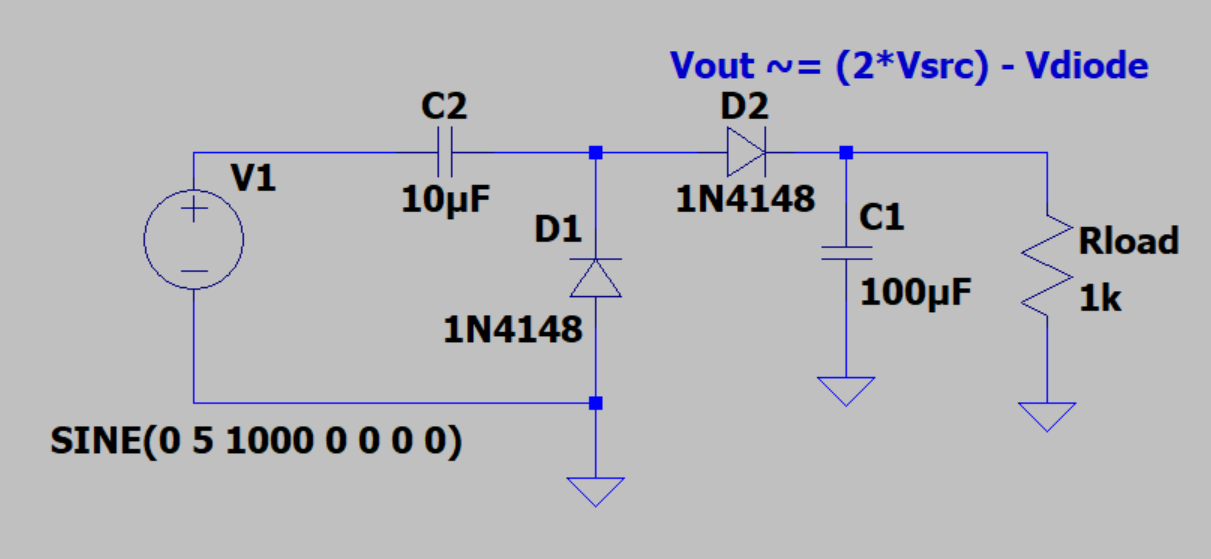 Vout ~= (2*Vsrc) - Vdiode
C2
D2
V1
10µF
1N4148
C1
D1
Rload
100µF
1k
1N4148
SINE(0 5 1000 0 0 0 0)